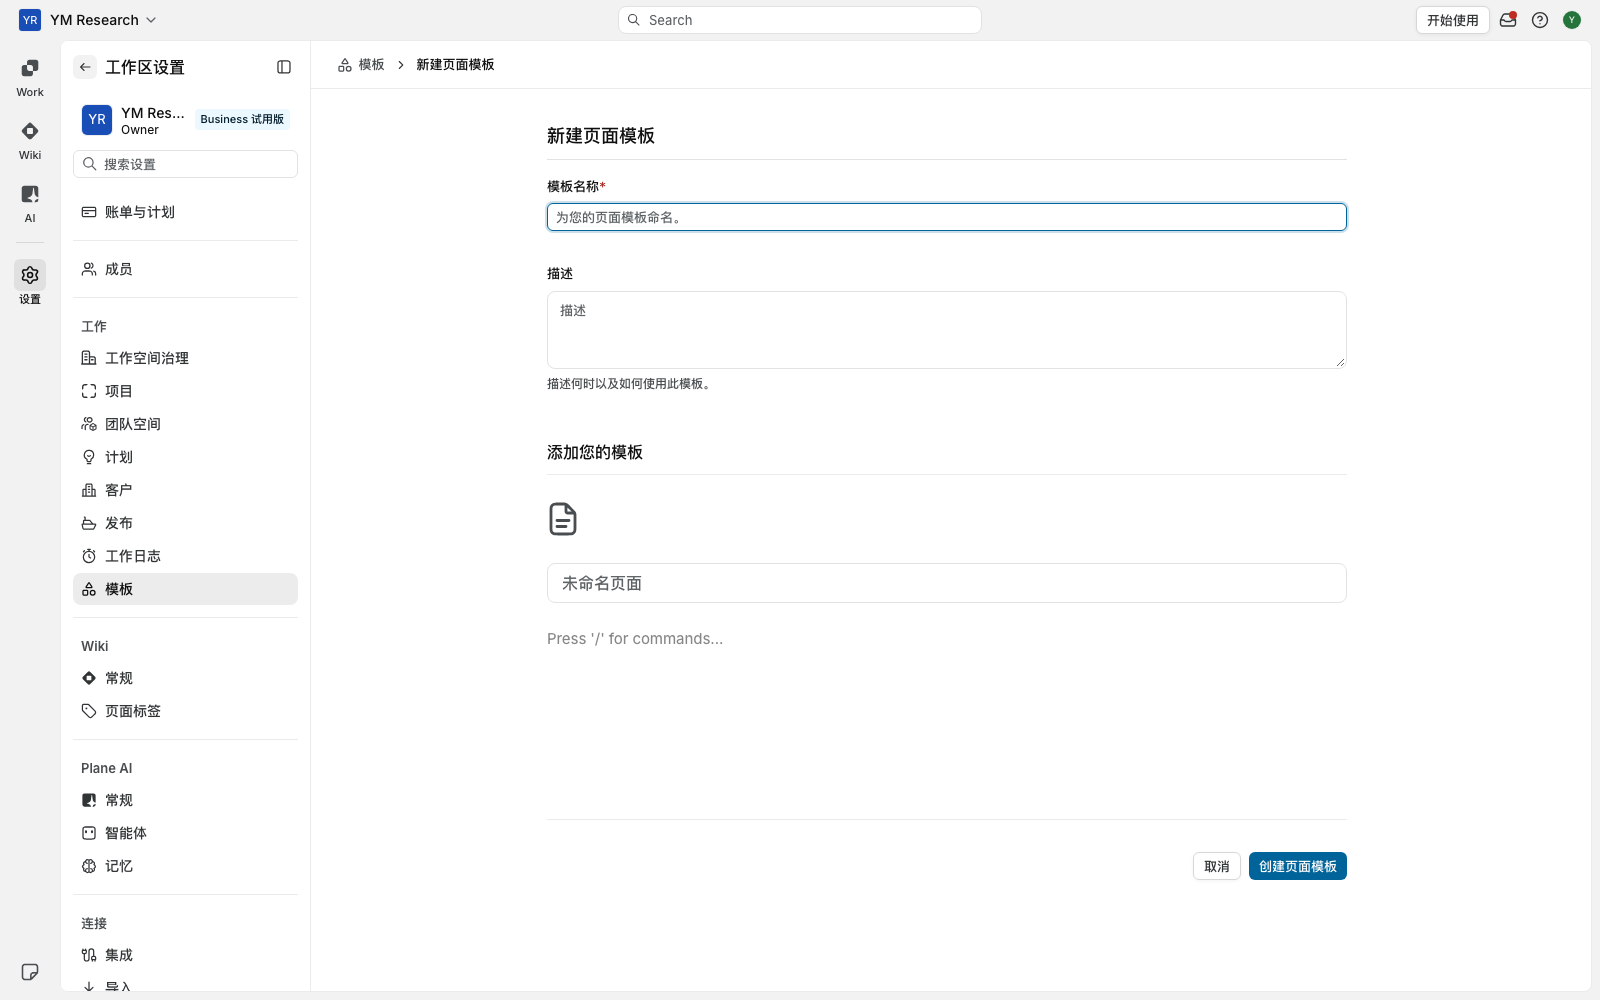 YR YM Research
Search
开始使用
Y
Work
Wiki
AI
设置
工作区设置
YR
YM Res...
Owner
Business 试用版
搜索设置
账单与计划
成员
工作
工作空间治理
项目
团队空间
计划
客户
发布
工作日志
模板
Wiki
常规
页面标签
Plane AI
常规
智能体
记忆
连接
集成
导入
模板 > 新建页面模板
新建页面模板
模板名称*
为您的页面模板命名。
描述
描述
描述何时以及如何使用此模板。
添加您的模板
未命名页面
Press '/' for commands...
取消
创建页面模板